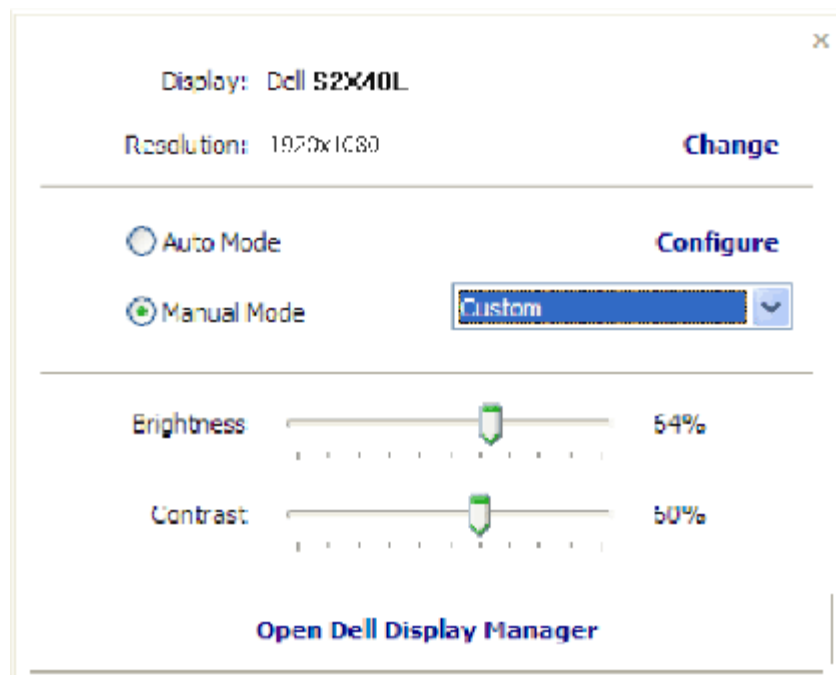 Display: Dell S2X40L
Resolution: 1920x1080 Change
Auto Mode Configure
Manual Mode Custom
Brightness 64%
Contrast 60%
Open Dell Display Manager